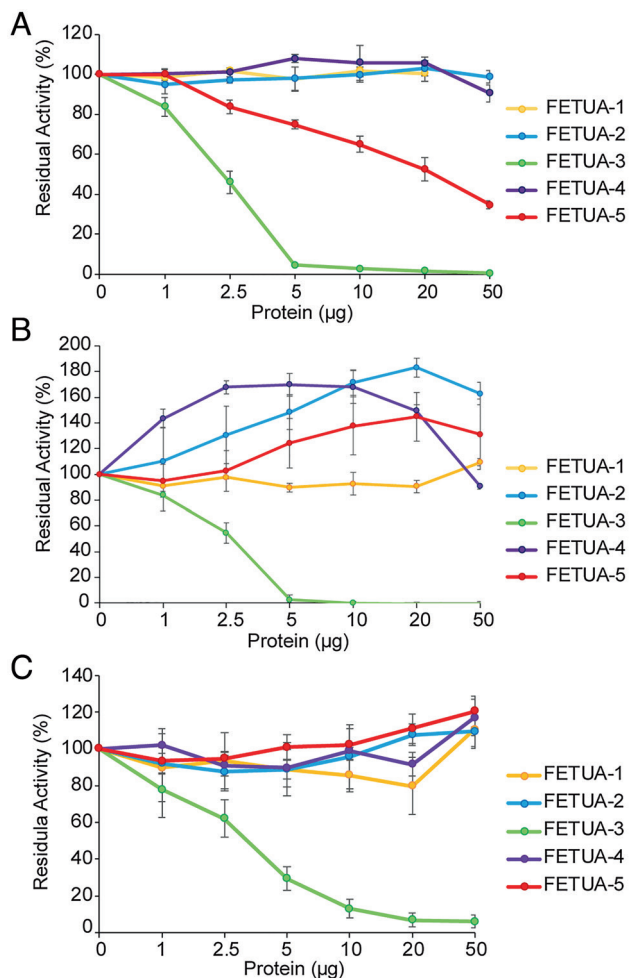 A
120
100
80
60
40
20
0
Residual Activity (%)
0 1 2.5 5 10 20 50
Protein (µg)
FETUA-1
FETUA-2
FETUA-3
FETUA-4
FETUA-5
B
200
180
160
140
120
100
80
60
40
20
0
Residual Activity (%)
0 1 2.5 5 10 20 50
Protein (µg)
FETUA-1
FETUA-2
FETUA-3
FETUA-4
FETUA-5
C
140
120
100
80
60
40
20
0
Residula Activity (%)
0 1 2.5 5 10 20 50
Protein (µg)
FETUA-1
FETUA-2
FETUA-3
FETUA-4
FETUA-5